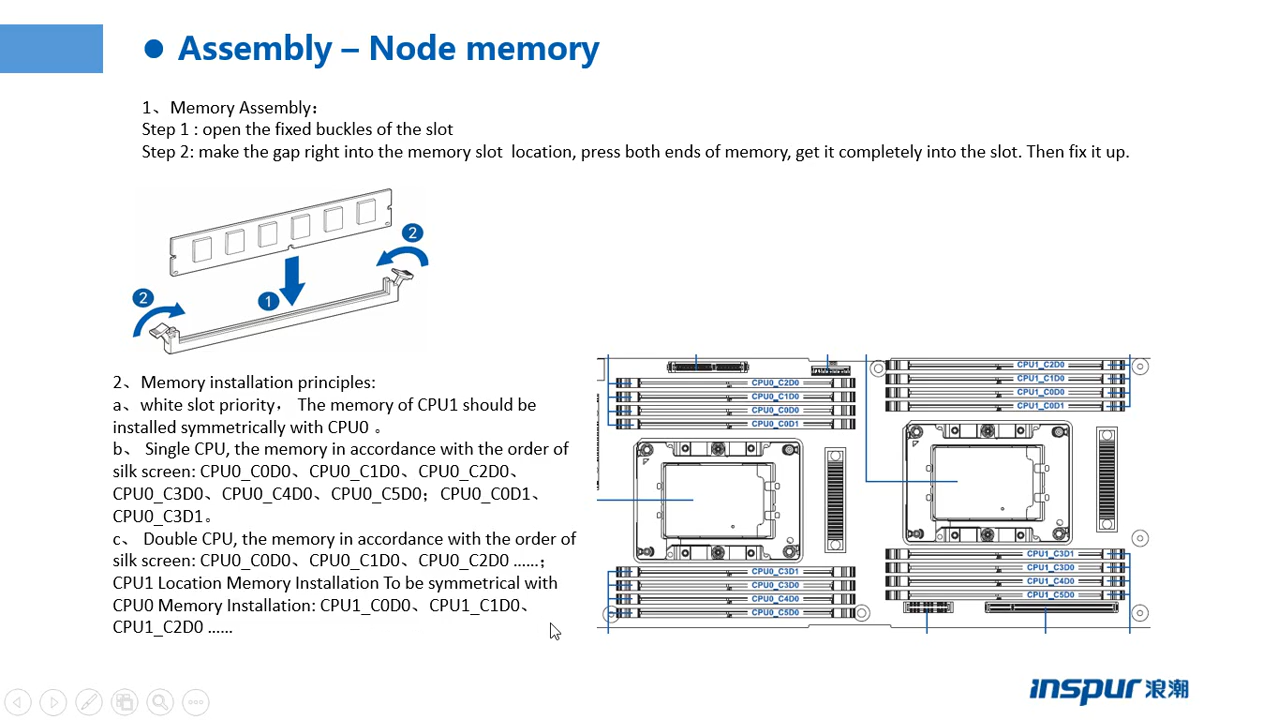 ● Assembly – Node memory
1、Memory Assembly：
Step 1 : open the fixed buckles of the slot
Step 2: make the gap right into the memory slot  location, press both ends of memory, get it completely into the slot. Then fix it up.
2
2
1
2、Memory installation principles:
a、white slot priority， The memory of CPU1 should be
installed symmetrically with CPU0 。
b、 Single CPU, the memory in accordance with the order of
silk screen: CPU0_C0D0、CPU0_C1D0、CPU0_C2D0、
CPU0_C3D0、CPU0_C4D0、CPU0_C5D0；CPU0_C0D1、
CPU0_C3D1。
c、 Double CPU, the memory in accordance with the order of
silk screen: CPU0_C0D0、CPU0_C1D0、CPU0_C2D0 ……；
CPU1 Location Memory Installation To be symmetrical with
CPU0 Memory Installation: CPU1_C0D0、CPU1_C1D0、
CPU1_C2D0 ……
CPU0_C2D0
CPU0_C1D0
CPU0_C0D0
CPU0_C0D1
CPU0_C3D1
CPU0_C3D0
CPU0_C4D0
CPU0_C5D0
CPU1_C2D0
CPU1_C1D0
CPU1_C0D0
CPU1_C0D1
CPU1_C3D1
CPU1_C3D0
CPU1_C4D0
CPU1_C5D0
inspur 浪潮